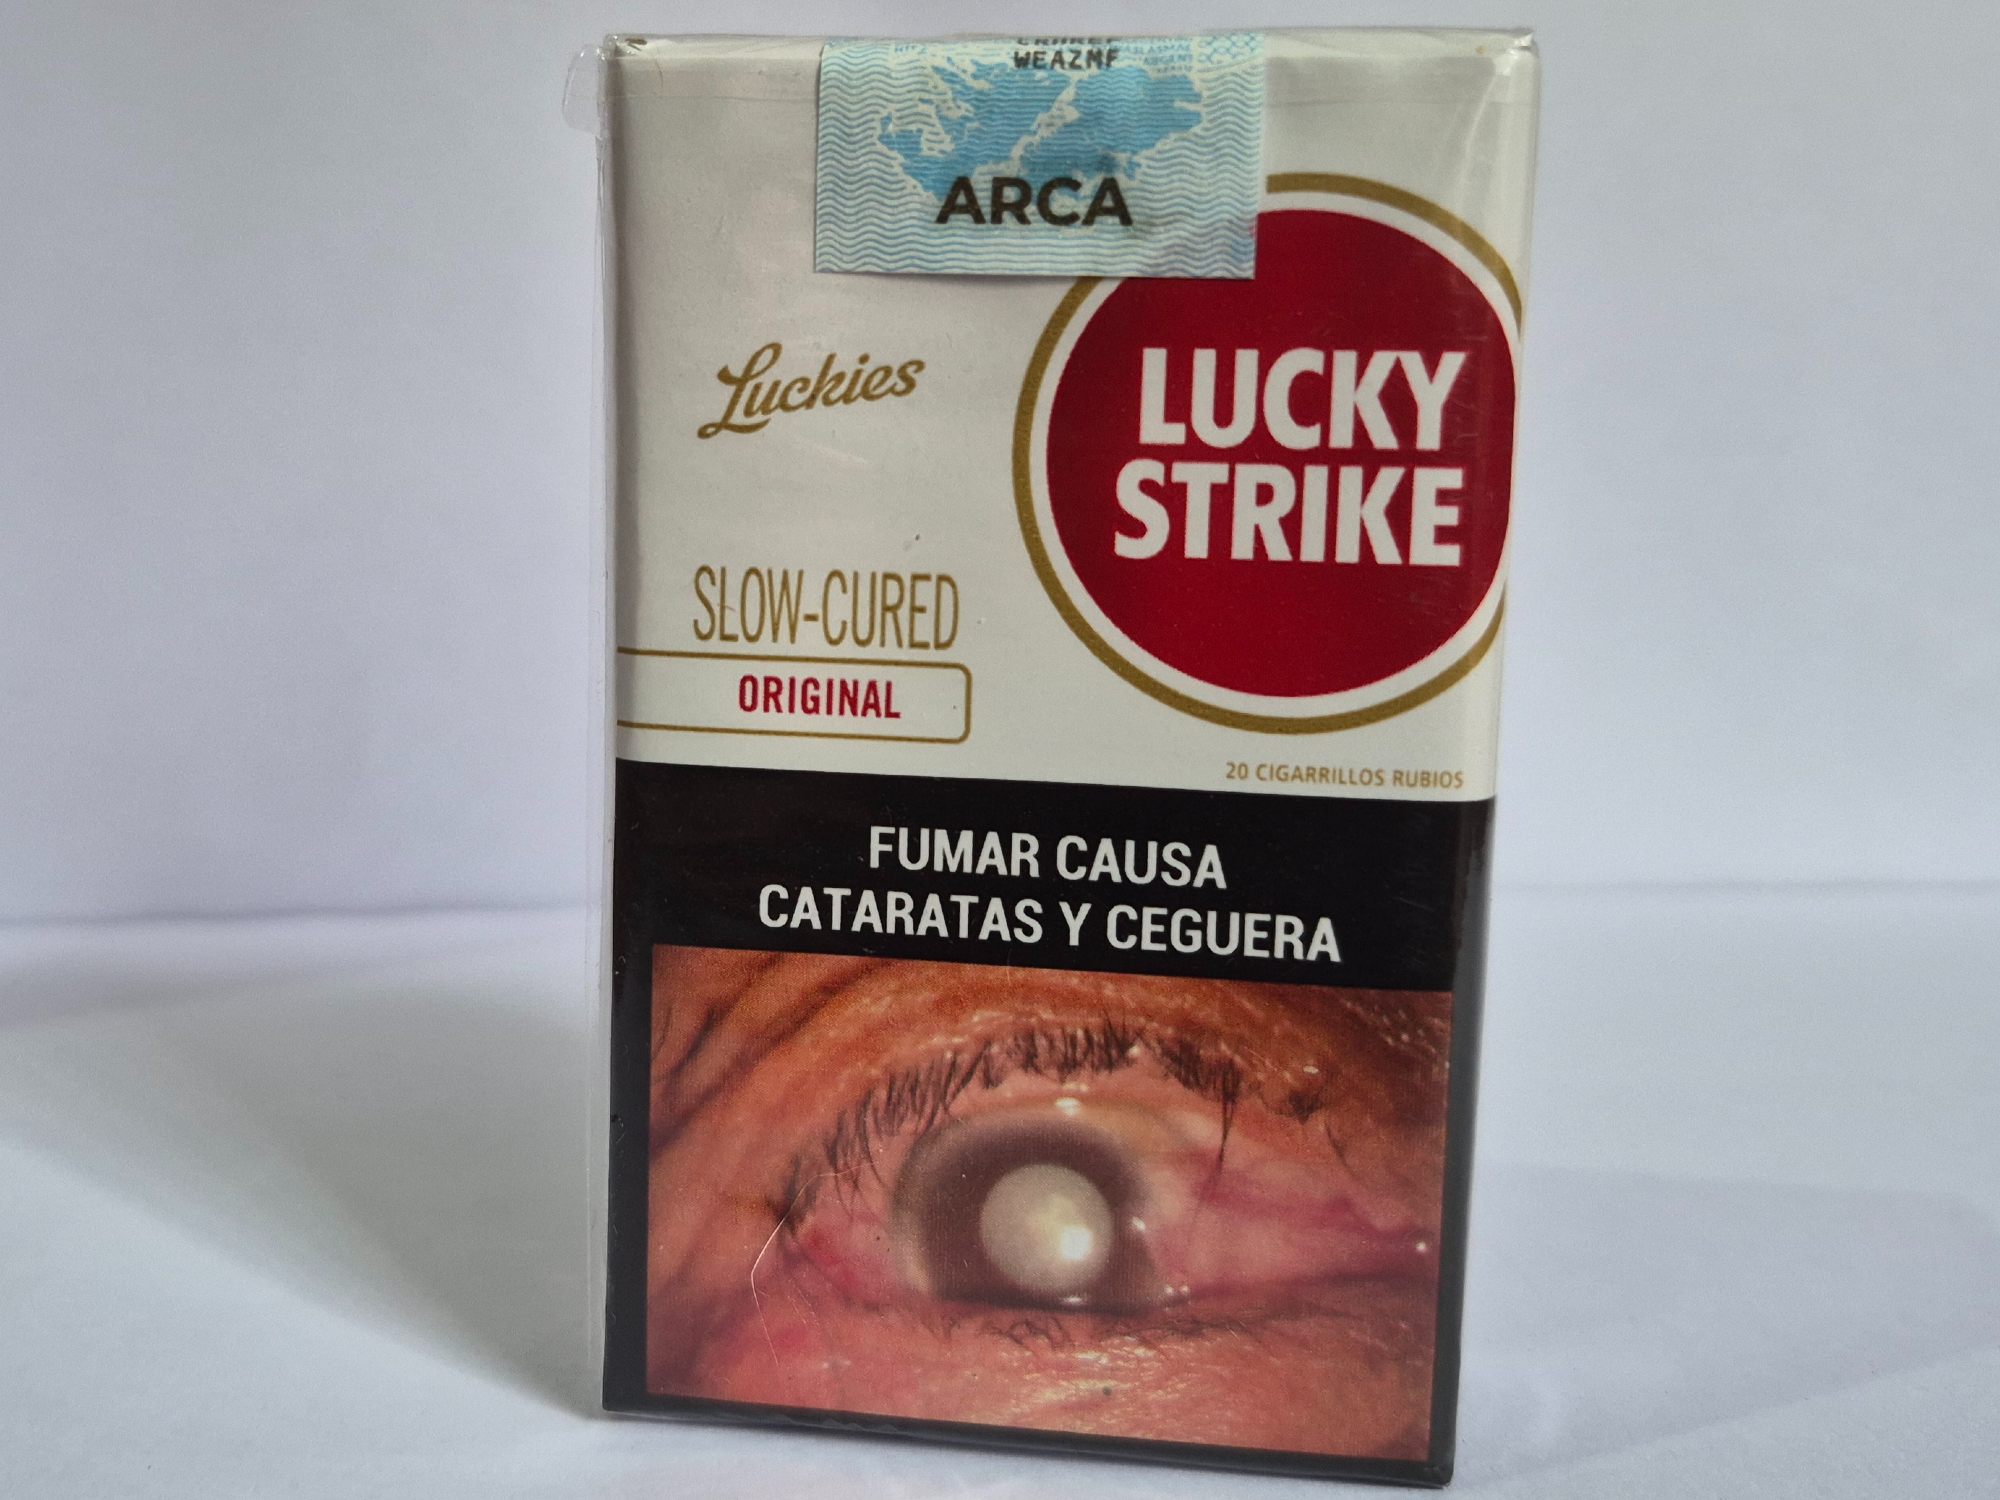 WEAZMF
ARCA
Luckies
LUCKY
STRIKE
SLOW-CURED
ORIGINAL
20 CIGARRILLOS RUBIOS
FUMAR CAUSA
CATARATAS Y CEGUERA